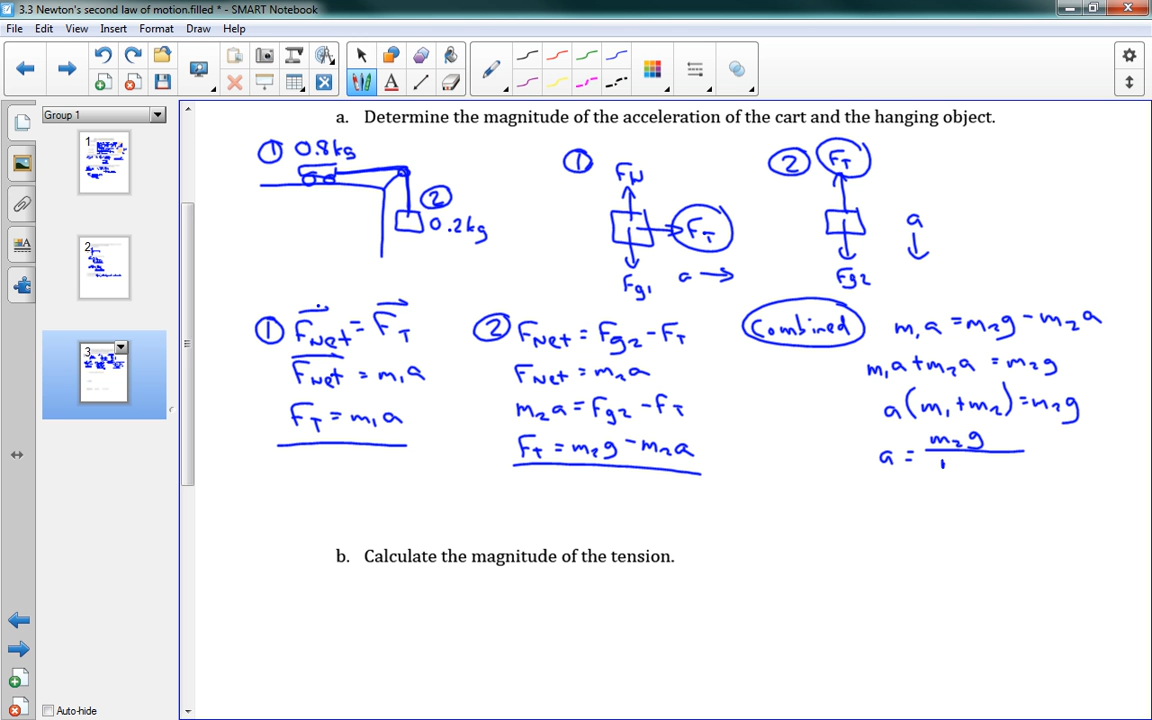 3.3 Newton's second law of motion.filled * - SMART Notebook
File Edit View Insert Format Draw Help
Group 1
1
2
3
Auto-hide
a. Determine the magnitude of the acceleration of the cart and the hanging object.
① 0.8kg
② 0.2kg
①
FN
FT
Fg1
a →
②
FT
Fg2
a ↓
① FNet = FT
FNet = m1a
FT = m1a
② FNet = Fg2 - FT
FNet = m2a
m2a = Fg2 - FT
FT = m2g - m2a
Combined
m1a = m2g - m2a
m1a + m2a = m2g
a(m1 + m2) = m2g
a = m2g
b. Calculate the magnitude of the tension.